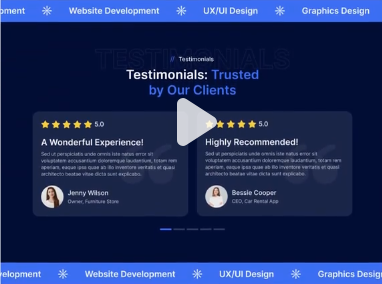 pment Website Development UX/UI Design Graphics Design
TESTIMONIALS
// Testimonials
Testimonials: Trusted
by Our Clients
5.0
A Wonderful Experience!
Sed ut perspiciatis unde omnis iste natus error sit
voluptatem accusantium doloremque laudantium, totam rem
aperiam, eaque ipsa quae ab illo inventore veritatis et quasi
architecto beatae vitae dicta sunt explicabo.
Jenny Wilson
Owner, Furniture Store
5.0
Highly Recommended!
Sed ut perspiciatis unde omnis iste natus error sit
voluptatem accusantium doloremque laudantium, totam rem
aperiam, eaque ipsa quae ab illo inventore veritatis et quasi
architecto beatae vitae dicta sunt explicabo.
Bessie Cooper
CEO, Car Rental App
velopment Website Development UX/UI Design Graphics Desig